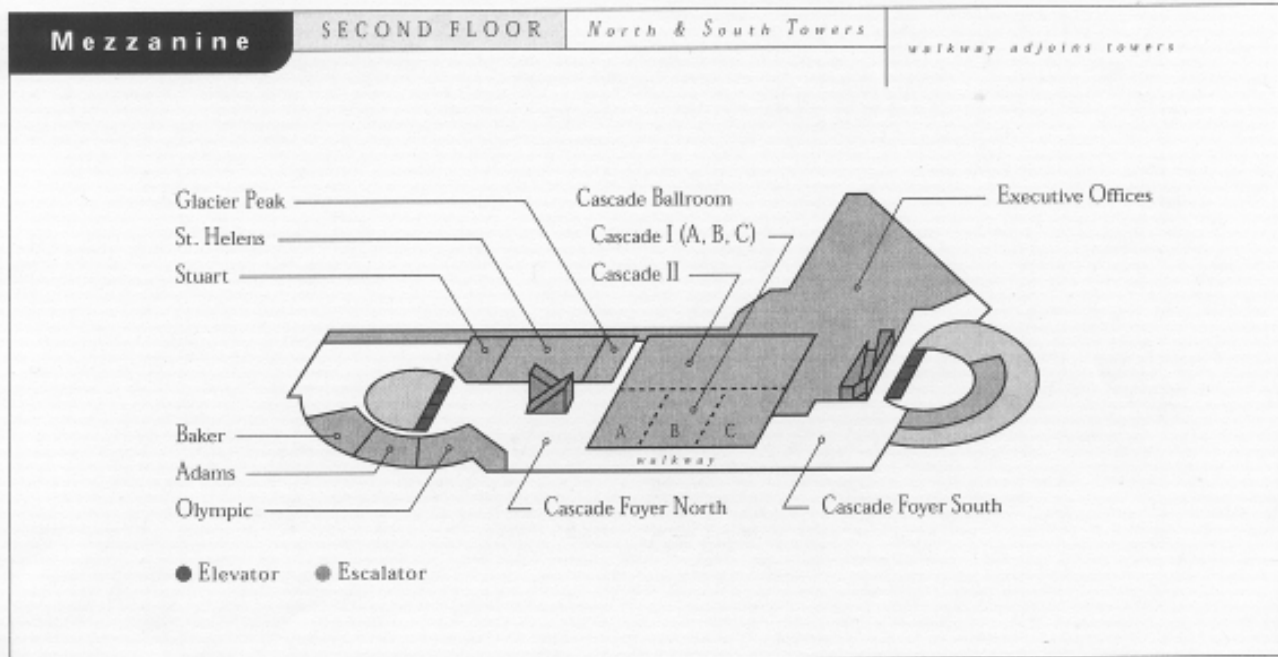 Mezzanine
SECOND FLOOR
North & South Towers
walkway adjoins towers
Glacier Peak
St. Helens
Stuart
Cascade Ballroom
Cascade I (A, B, C)
Cascade II
Executive Offices
A B C
walkway
Baker
Adams
Olympic
Cascade Foyer North
Cascade Foyer South
Elevator
Escalator